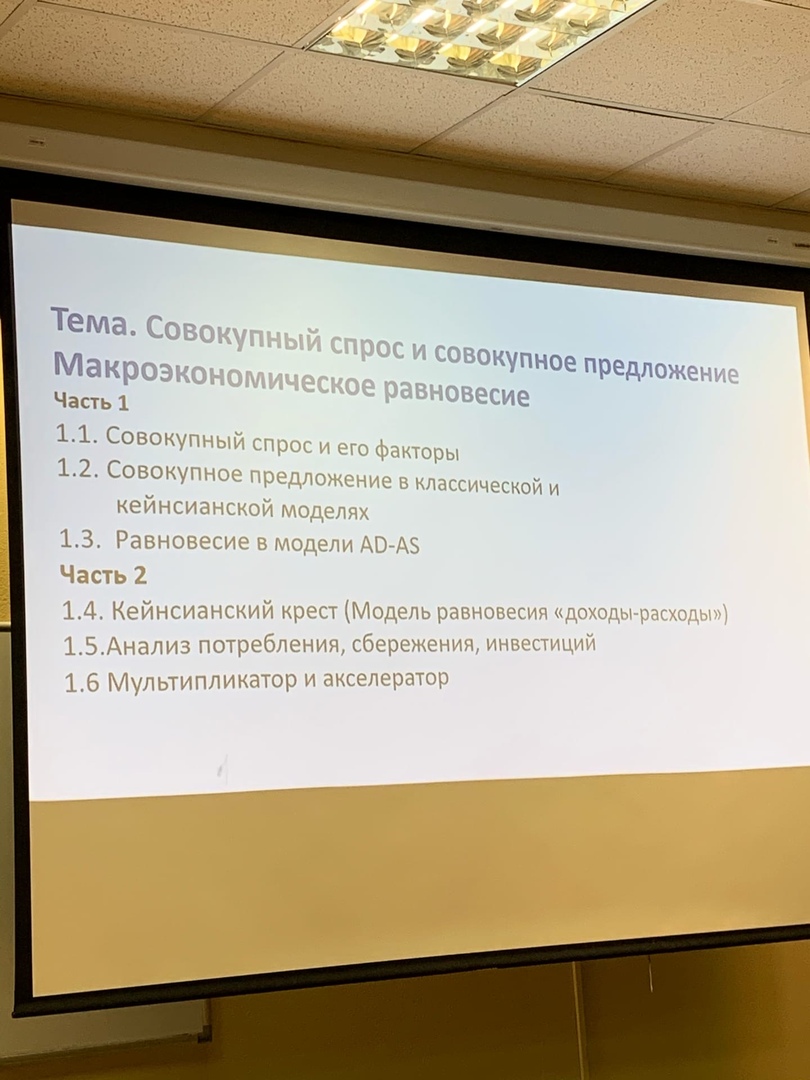 Тема. Совокупный спрос и совокупное предложение
Макроэкономическое равновесие
Часть 1
1.1. Совокупный спрос и его факторы
1.2. Совокупное предложение в классической и
кейнсианской моделях
1.3. Равновесие в модели AD-AS
Часть 2
1.4. Кейнсианский крест (Модель равновесия «доходы-расходы»)
1.5.Анализ потребления, сбережения, инвестиций
1.6 Мультипликатор и акселератор